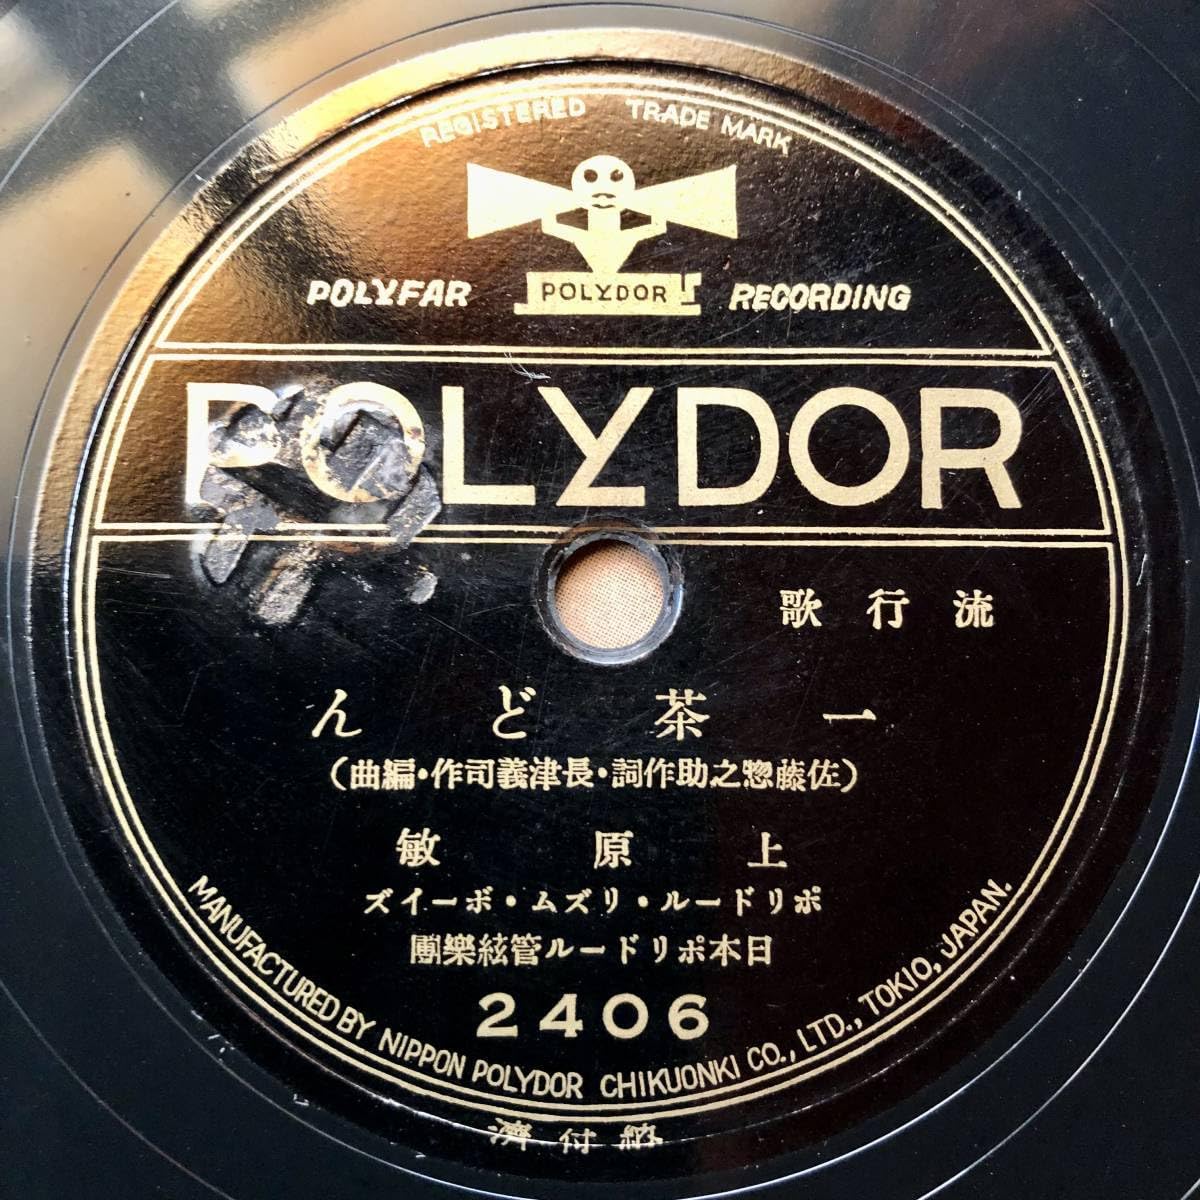 REGISTERED TRADE MARK
POLYDOR
POLYFAR RECORDING
POLYDOR
流行歌
一茶どん
(佐藤惣之助作詞・長津義司作・編曲)
上原敏
ポリドール・リズム・ボーイズ
日本ポリドール管絃樂團
2406
MANUFACTURED BY NIPPON POLYDOR CHIKUONKI CO., LTD., TOKIO, JAPAN.
納付濟